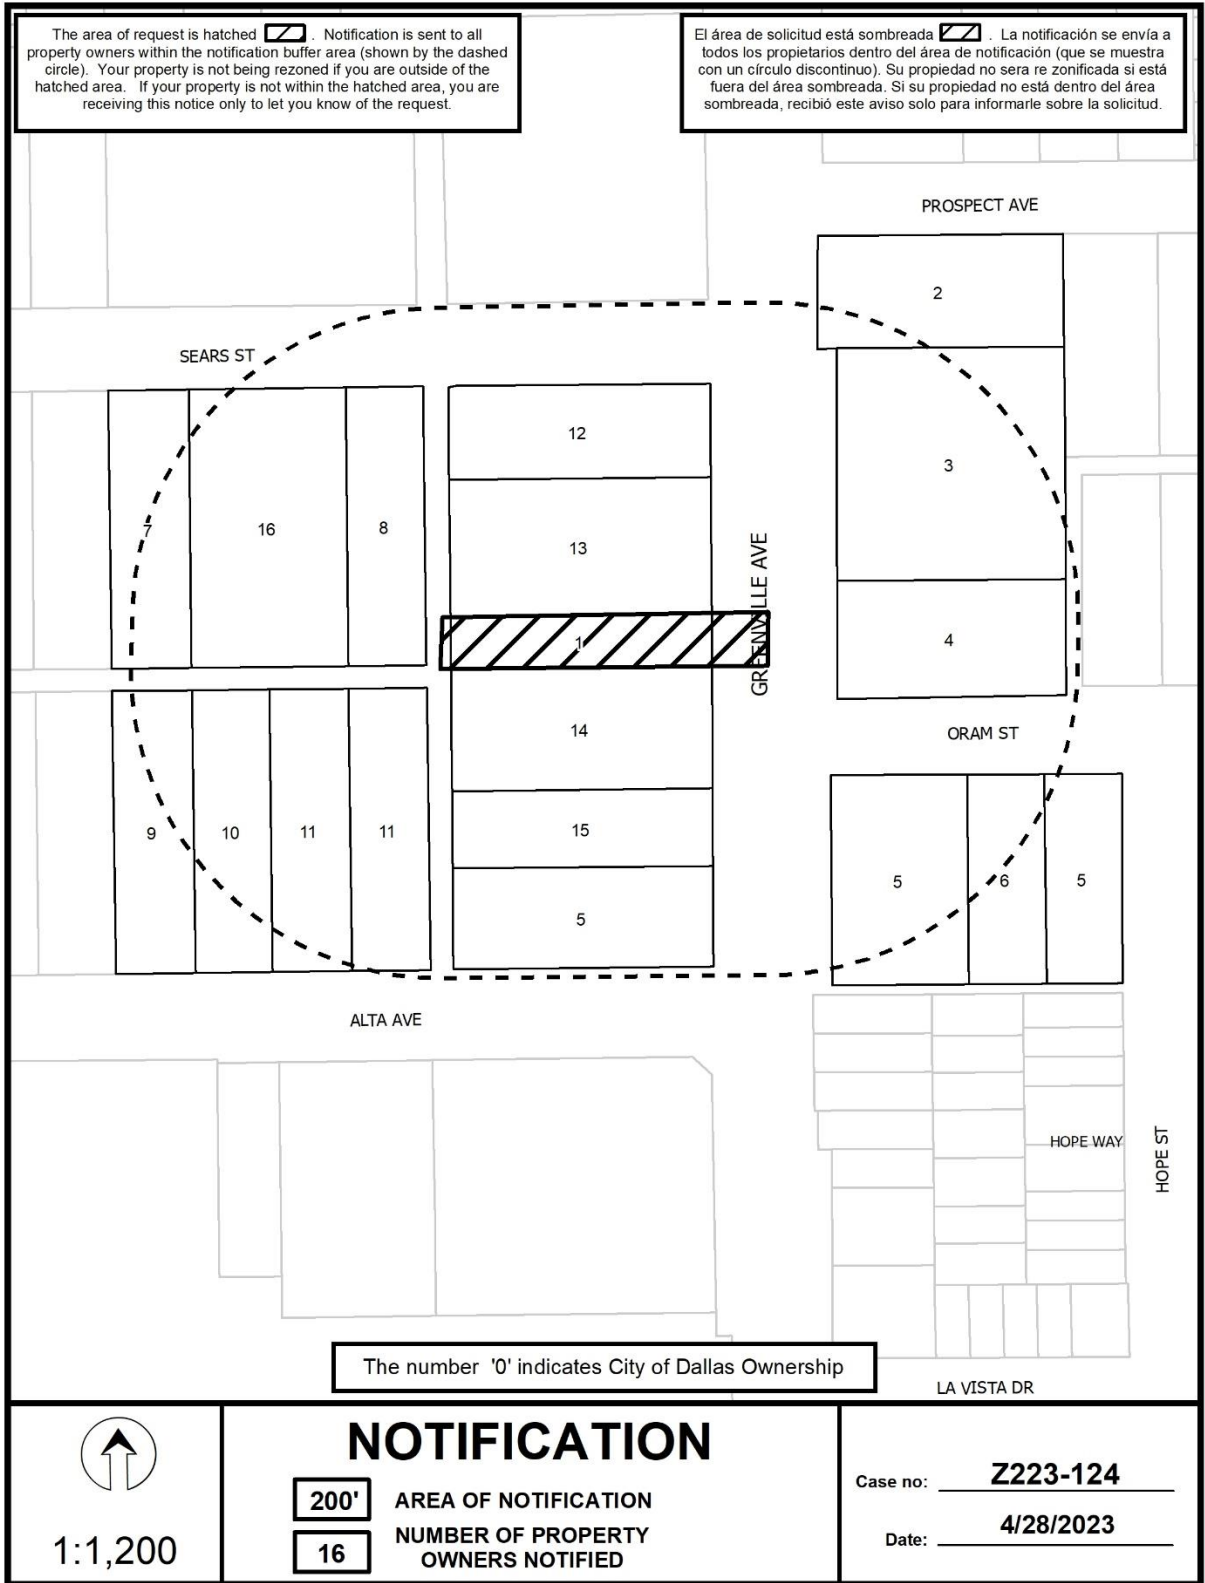 The area of request is hatched . Notification is sent to all
property owners within the notification buffer area (shown by the dashed
circle). Your property is not being rezoned if you are outside of the
hatched area. If your property is not within the hatched area, you are
receiving this notice only to let you know of the request.
El área de solicitud está sombreada . La notificación se envía a
todos los propietarios dentro del área de notificación (que se muestra
con un círculo discontinuo). Su propiedad no sera re zonificada si está
fuera del área sombreada. Si su propiedad no está dentro del área
sombreada, recibió este aviso solo para informarle sobre la solicitud.
PROSPECT AVE
2
SEARS ST
12
3
7
16
8
13
GREENVILLE AVE
1
4
14
ORAM ST
9
10
11
11
15
5
6
5
5
ALTA AVE
HOPE WAY
HOPE ST
The number '0' indicates City of Dallas Ownership
LA VISTA DR
1:1,200
NOTIFICATION
200' AREA OF NOTIFICATION
16 NUMBER OF PROPERTY
OWNERS NOTIFIED
Case no: Z223-124
Date: 4/28/2023